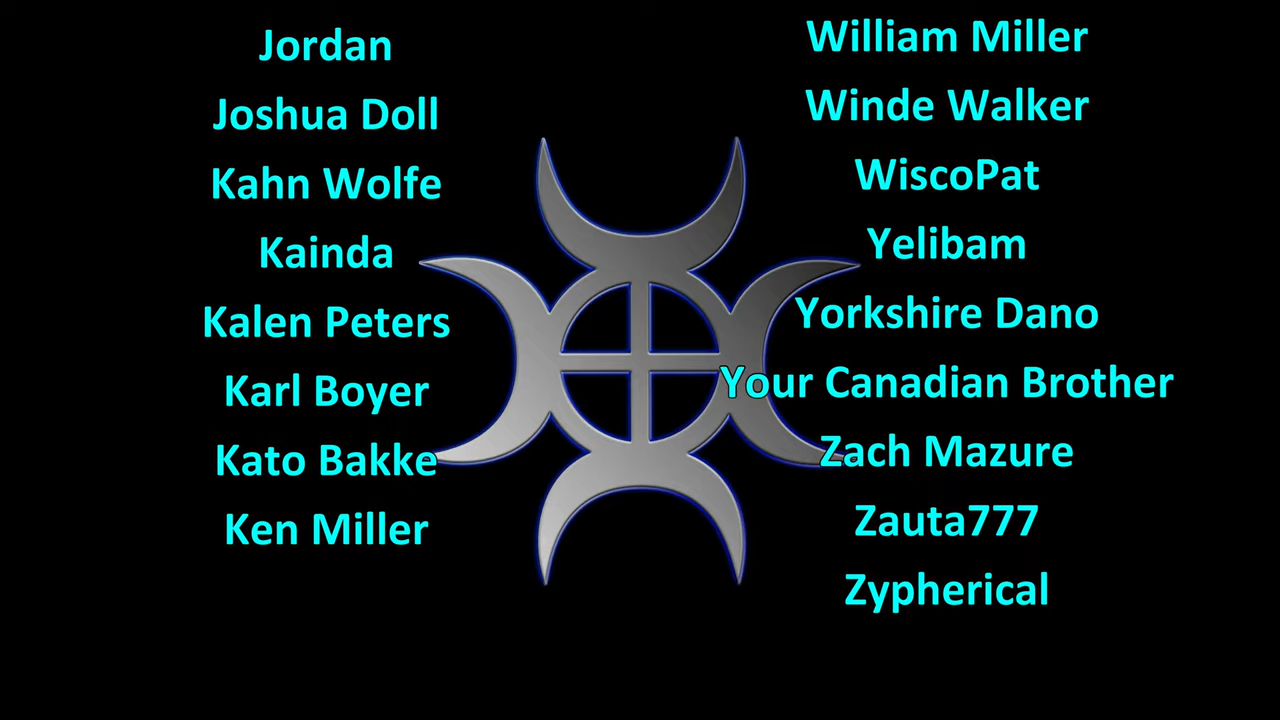 Jordan
Joshua Doll
Kahn Wolfe
Kainda
Kalen Peters
Karl Boyer
Kato Bakke
Ken Miller
William Miller
Winde Walker
WiscoPat
Yelibam
Yorkshire Dano
Your Canadian Brother
Zach Mazure
Zauta777
Zypherical